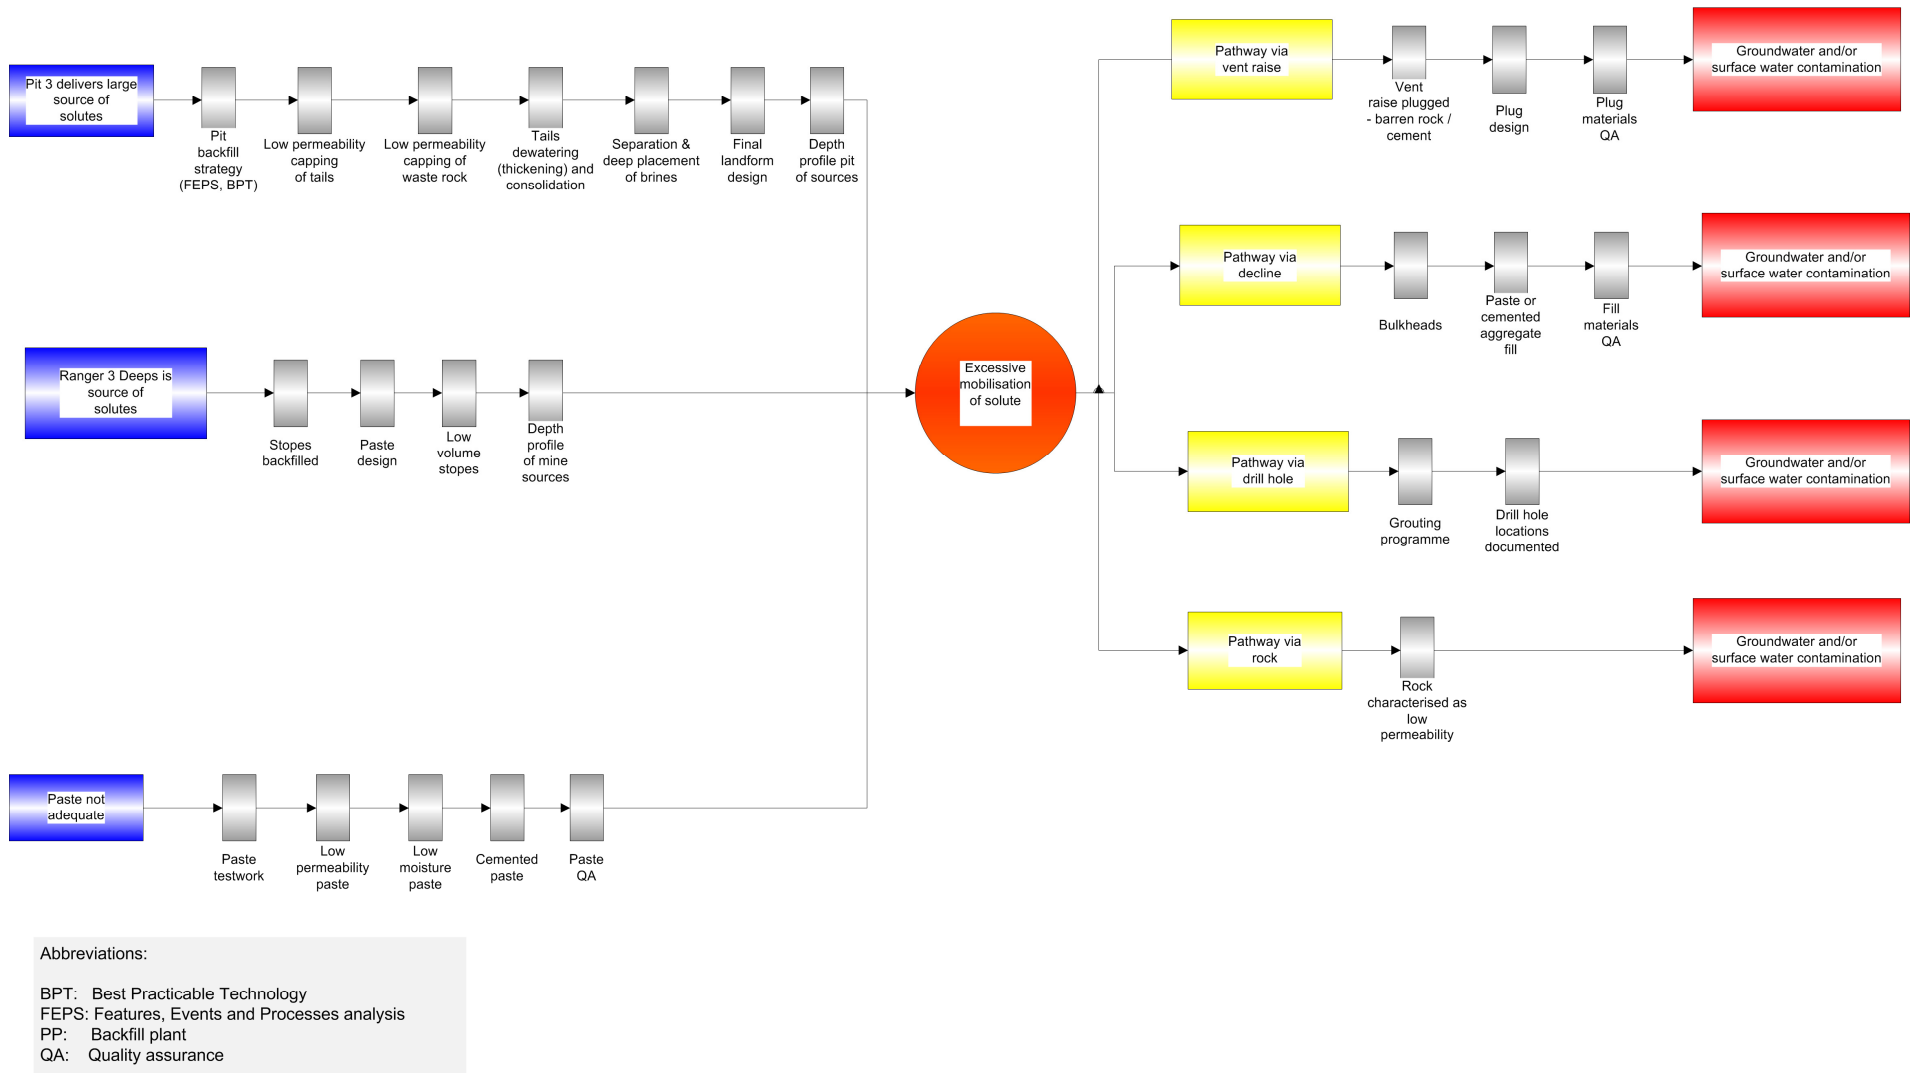 Pit 3 delivers large
source of
solutes
Pit
backfill
strategy
(FEPS, BPT)
Low permeability
capping
of tails
Low permeability
capping of
waste rock
Tails
dewatering
(thickening) and
consolidation
Separation &
deep placement
of brines
Final
landform
design
Depth
profile pit
of sources
Ranger 3 Deeps is
source of
solutes
Stopes
backfilled
Paste
design
Low
volume
stopes
Depth
profile
of mine
sources
Paste not
adequate
Paste
testwork
Low
permeability
paste
Low
moisture
paste
Cemented
paste
Paste
QA
Excessive
mobilisation
of solute
Pathway via
vent raise
Vent
raise plugged
- barren rock /
cement
Plug
design
Plug
materials
QA
Groundwater and/or
surface water contamination
Pathway via
decline
Bulkheads
Paste or
cemented
aggregate
fill
Fill
materials
QA
Groundwater and/or
surface water contamination
Pathway via
drill hole
Grouting
programme
Drill hole
locations
documented
Groundwater and/or
surface water contamination
Pathway via
rock
Rock
characterised as
low
permeability
Groundwater and/or
surface water contamination
Abbreviations:
BPT: Best Practicable Technology
FEPS: Features, Events and Processes analysis
PP: Backfill plant
QA: Quality assurance